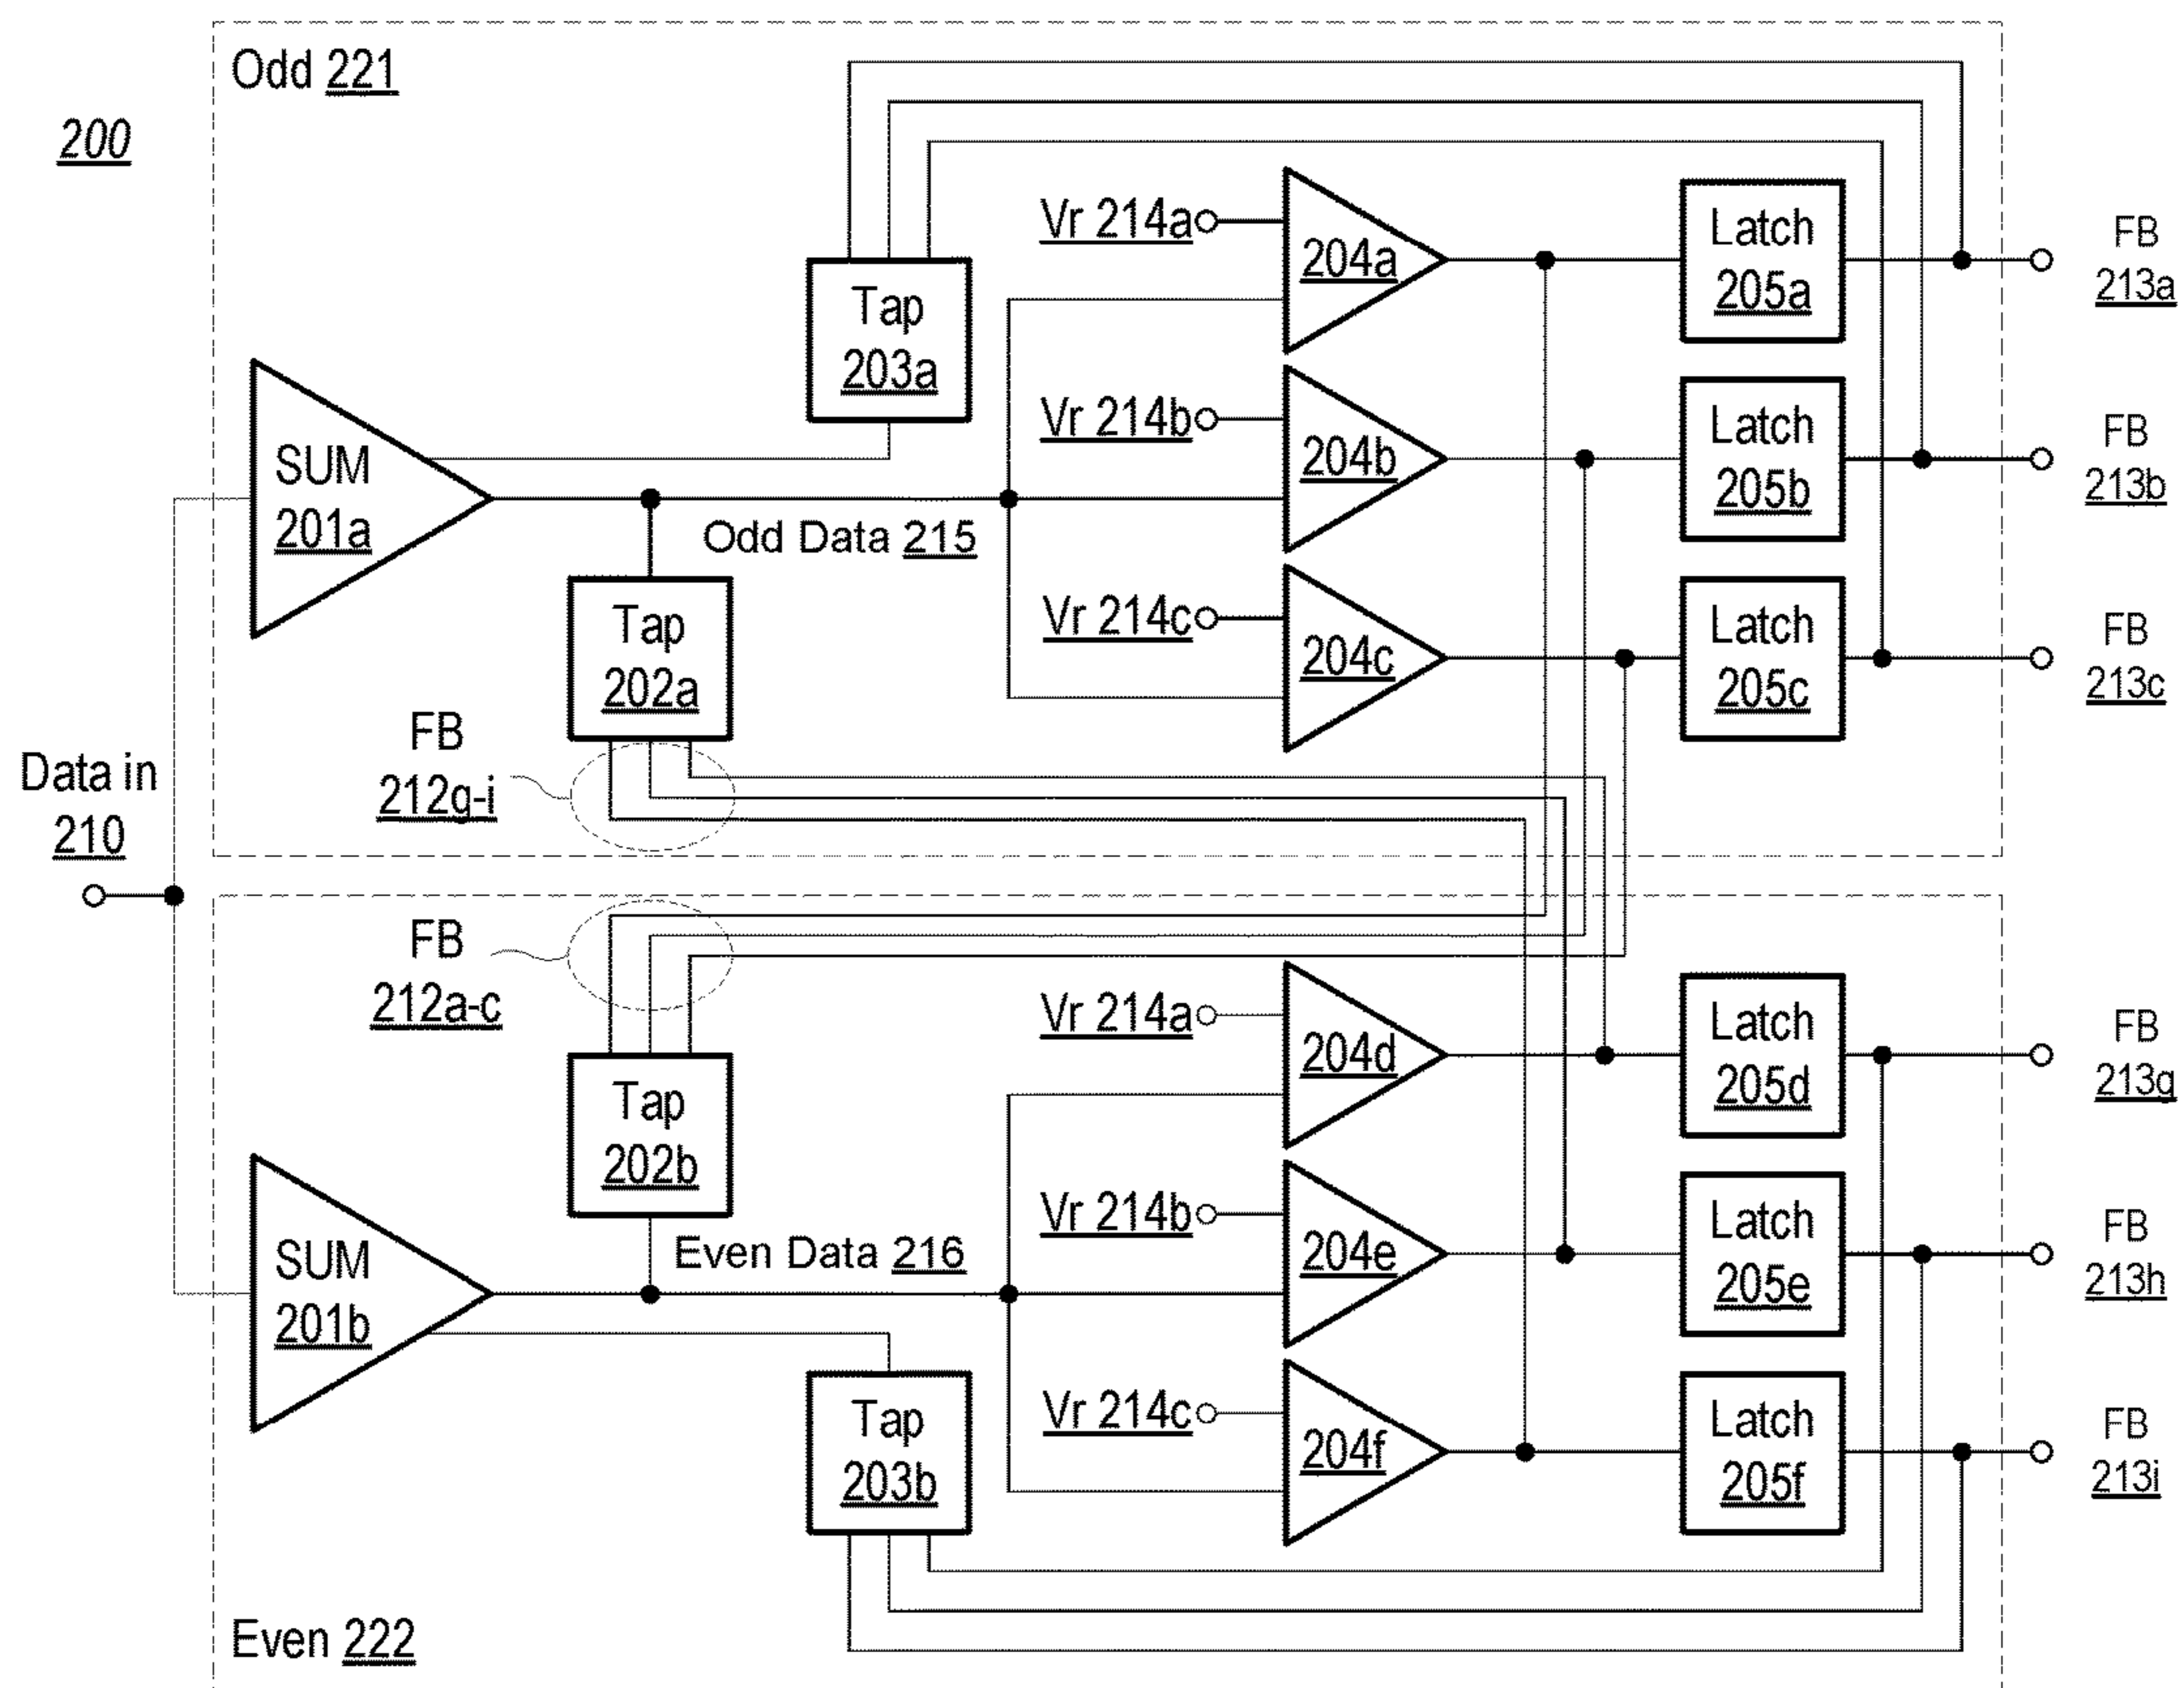 Odd 221
200
Vr 214a
204a
Latch
205a
FB
213a
Tap
203a
Vr 214b
204b
Latch
205b
FB
213b
SUM
201a
Odd Data 215
Vr 214c
204c
Latch
205c
FB
213c
Tap
202a
FB
212g-i
Data in
210
FB
212a-c
Vr 214a
204d
Latch
205d
FB
213g
Tap
202b
Vr 214b
204e
Latch
205e
FB
213h
Even Data 216
SUM
201b
Vr 214c
204f
Latch
205f
FB
213i
Tap
203b
Even 222